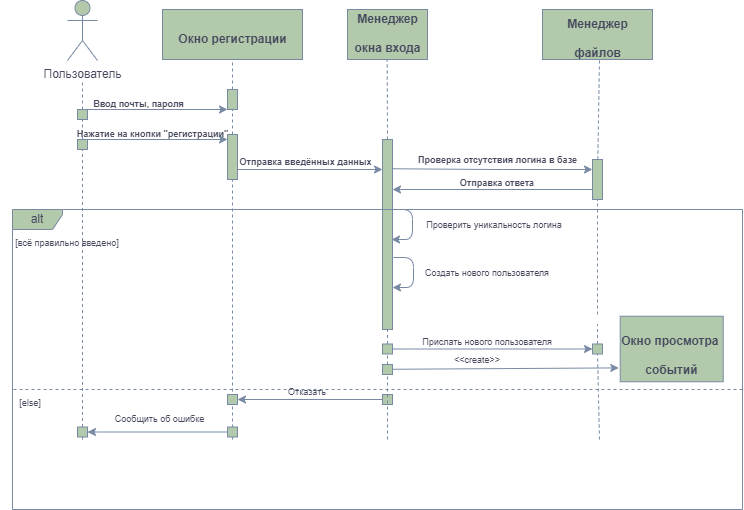 Окно регистрации
Менеджер
окна входа
Менеджер
файлов
Пользователь
Ввод почты, пароля
Нажатие на кнопки "регистрации"
Отправка введённых данных
Проверка отсутствия логина в базе
Отправка ответа
alt
[всё правильно введено]
Проверить уникальность логина
Создать нового пользователя
Прислать нового пользователя
<<create>>
Окно просмотра
событий
[else]
Отказать
Сообщить об ошибке